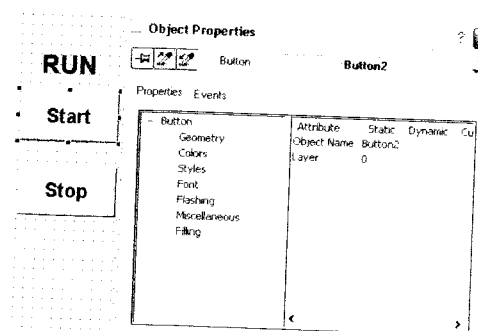 RUN
Start
Stop
Object Properties
?
Button
Button2
Properties Events
Button
Geometry
Colors
Styles
Font
Flashing
Miscellaneous
Filling
Attribute Static Dynamic Cu
Object Name Button2
Layer 0